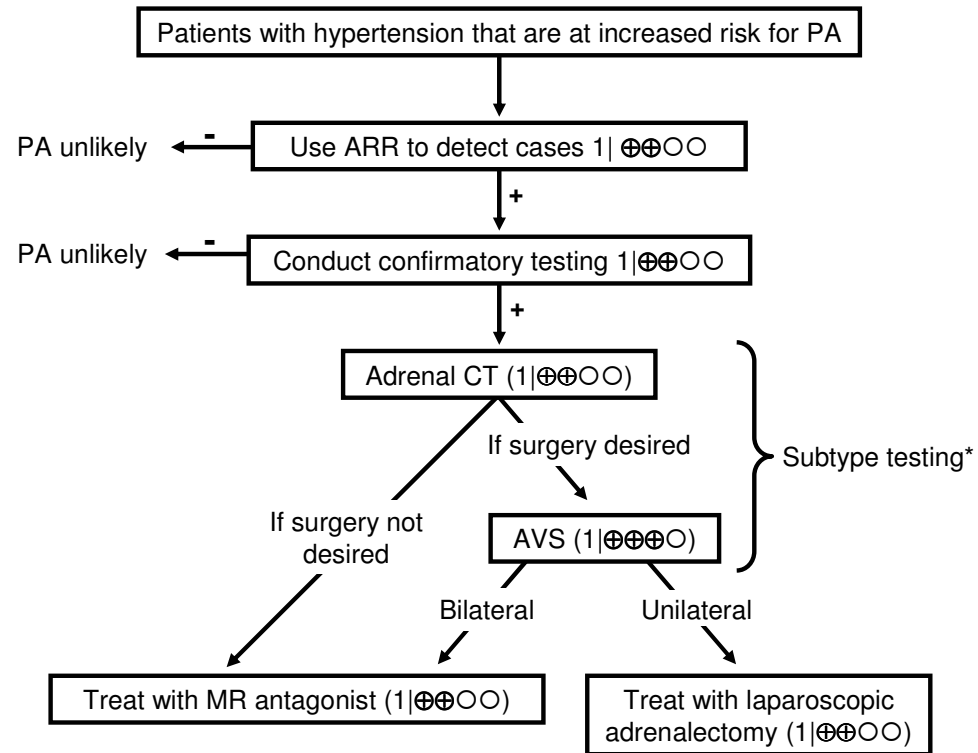 Patients with hypertension that are at increased risk for PA
PA unlikely
-
Use ARR to detect cases 1| ⊕⊕○○
+
PA unlikely
-
Conduct confirmatory testing 1|⊕⊕○○
+
Adrenal CT (1|⊕⊕○○)
If surgery desired
Subtype testing*
If surgery not
desired
AVS (1|⊕⊕⊕○)
Bilateral
Unilateral
Treat with MR antagonist (1|⊕⊕○○)
Treat with laparoscopic
adrenalectomy (1|⊕⊕○○)